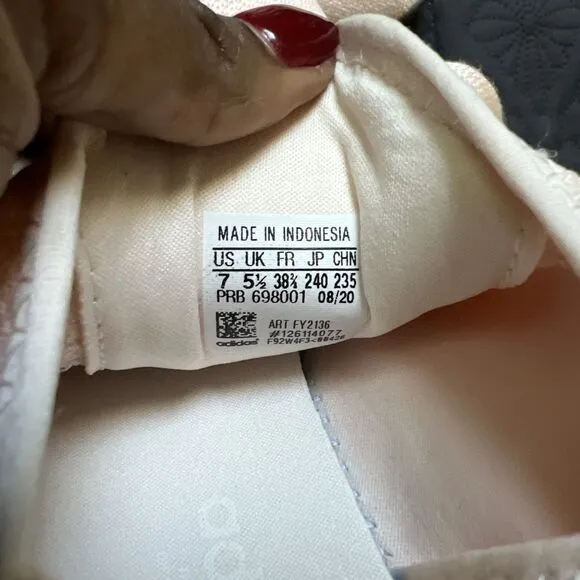 MADE IN INDONESIA
US UK FR JP CHN
7 5½ 38⅔ 240 235
PRB 698001 08/20
ART FY2136
#126114077
adidas